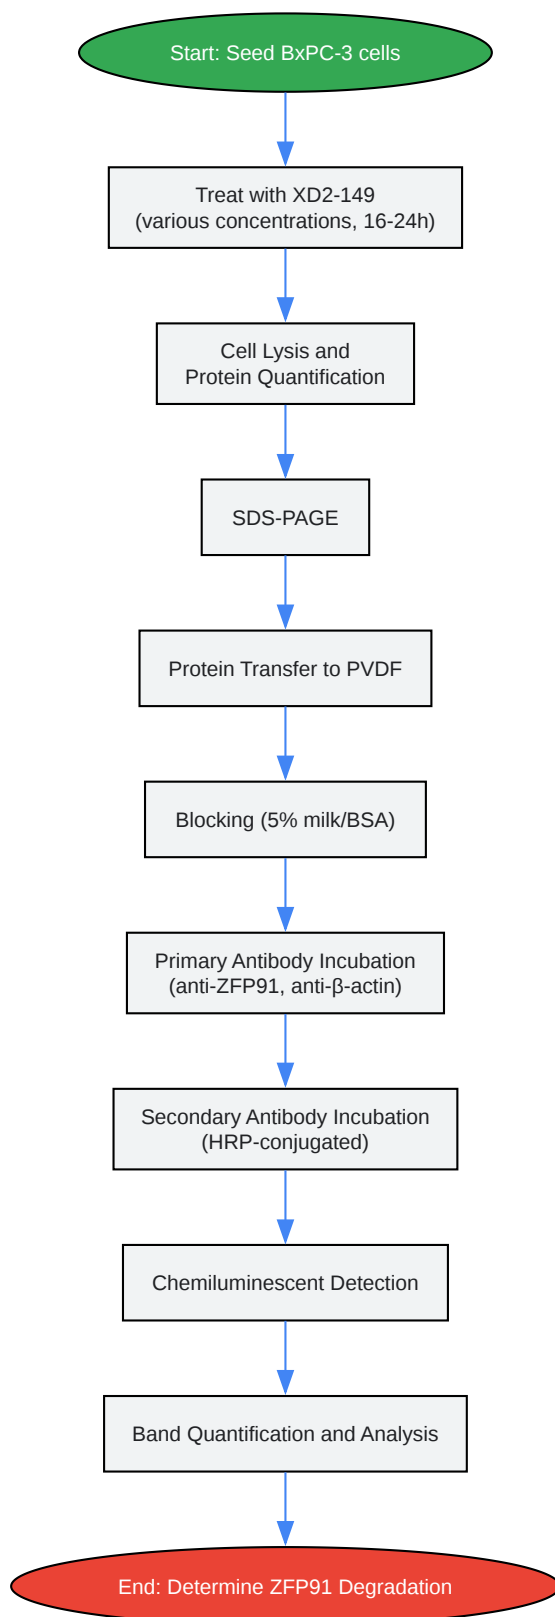 Start: Seed BxPC-3 cells
Treat with XD2-149
(various concentrations, 16-24h)
Cell Lysis and
Protein Quantification
SDS-PAGE
Protein Transfer to PVDF
Blocking (5% milk/BSA)
Primary Antibody Incubation
(anti-ZFP91, anti-β-actin)
Secondary Antibody Incubation
(HRP-conjugated)
Chemiluminescent Detection
Band Quantification and Analysis
End: Determine ZFP91 Degradation